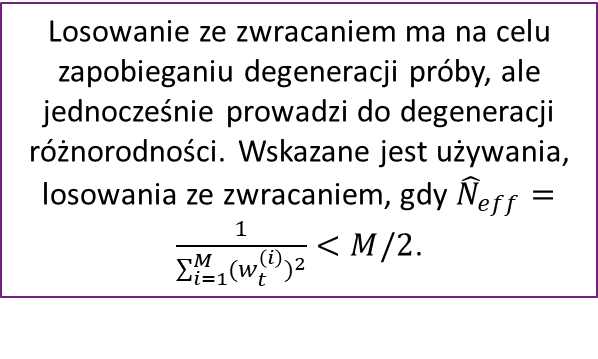 Losowanie ze zwracaniem ma na celu
zapobieganiu degeneracji próby, ale
jednocześnie prowadzi do degeneracji
różnorodności. Wskazane jest używania,
losowania ze zwracaniem, gdy $\widehat{N}_{eff} =$
$\frac{1}{\sum_{i=1}^{M}(w_t^{(i)})^2} < M/2.$